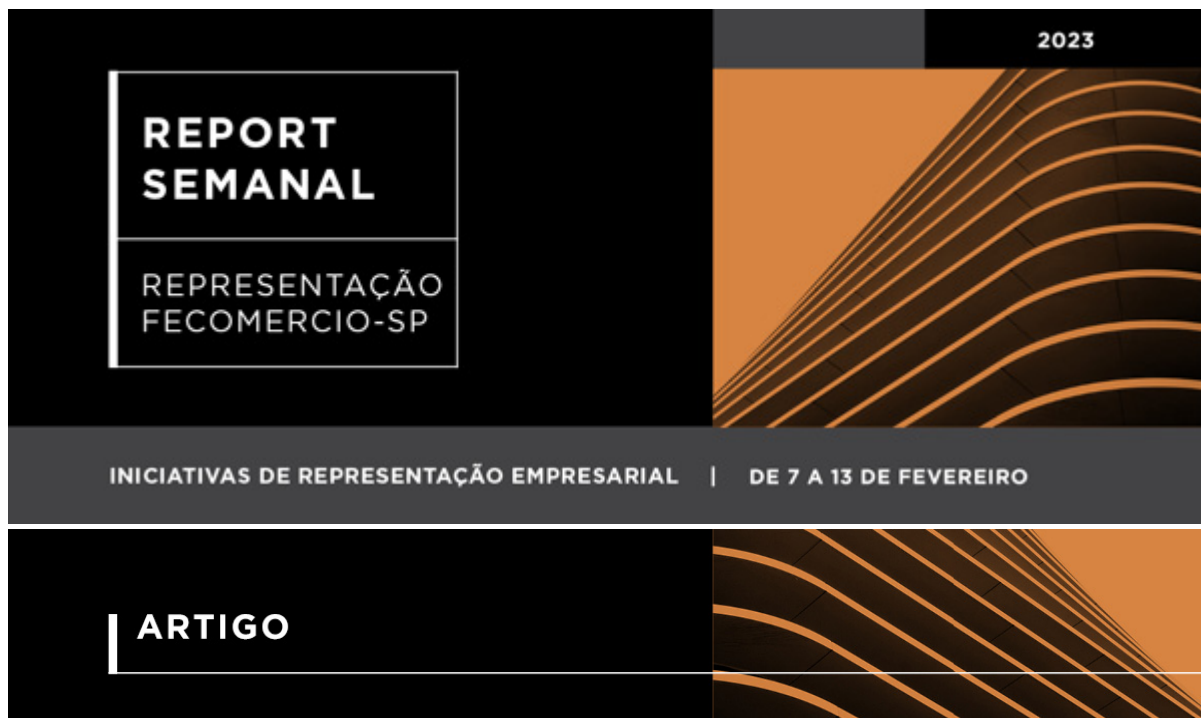 2023
REPORT
SEMANAL
REPRESENTAÇÃO
FECOMERCIO-SP
INICIATIVAS DE REPRESENTAÇÃO EMPRESARIAL | DE 7 A 13 DE FEVEREIRO
ARTIGO